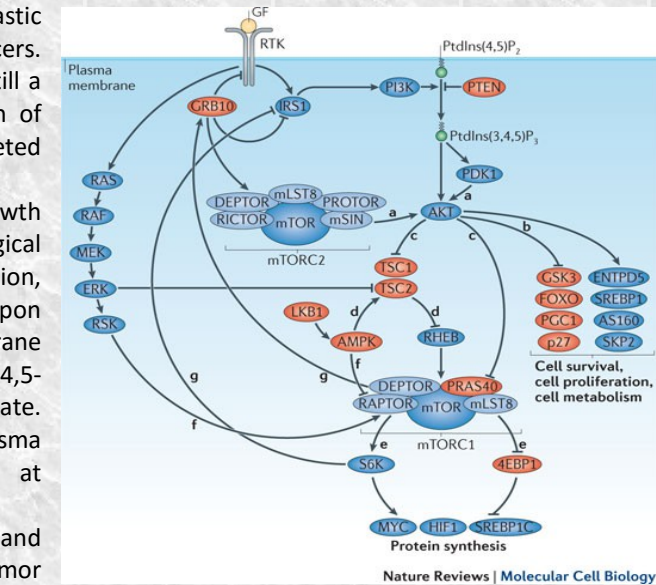 astic
cers.
till a
n of
eted
wth
gical
tion,
pon
rane
4,5-
ate.
sma
at
and
mor
GF
RTK
Plasma
membrane
GRB10
IRS1
PI3K
PtdIns(4,5)P2
PTEN
PtdIns(3,4,5)P3
PDK1
a
AKT
RAS
RAF
MEK
ERK
RSK
DEPTOR
mLST8
PROTOR
RICTOR
mTOR
mSIN
a
mTORC2
c
c
b
TSC1
TSC2
GSK3
ENTPD5
FOXO
SREBP1
PGC1
AS160
p27
SKP2
Cell survival,
cell proliferation,
cell metabolism
LKB1
d
d
AMPK
RHEB
f
g
g
f
DEPTOR
PRAS40
RAPTOR
mTOR
mLST8
mTORC1
e
e
S6K
4EBP1
MYC
HIF1
SREBP1C
Protein synthesis
Nature Reviews | Molecular Cell Biology